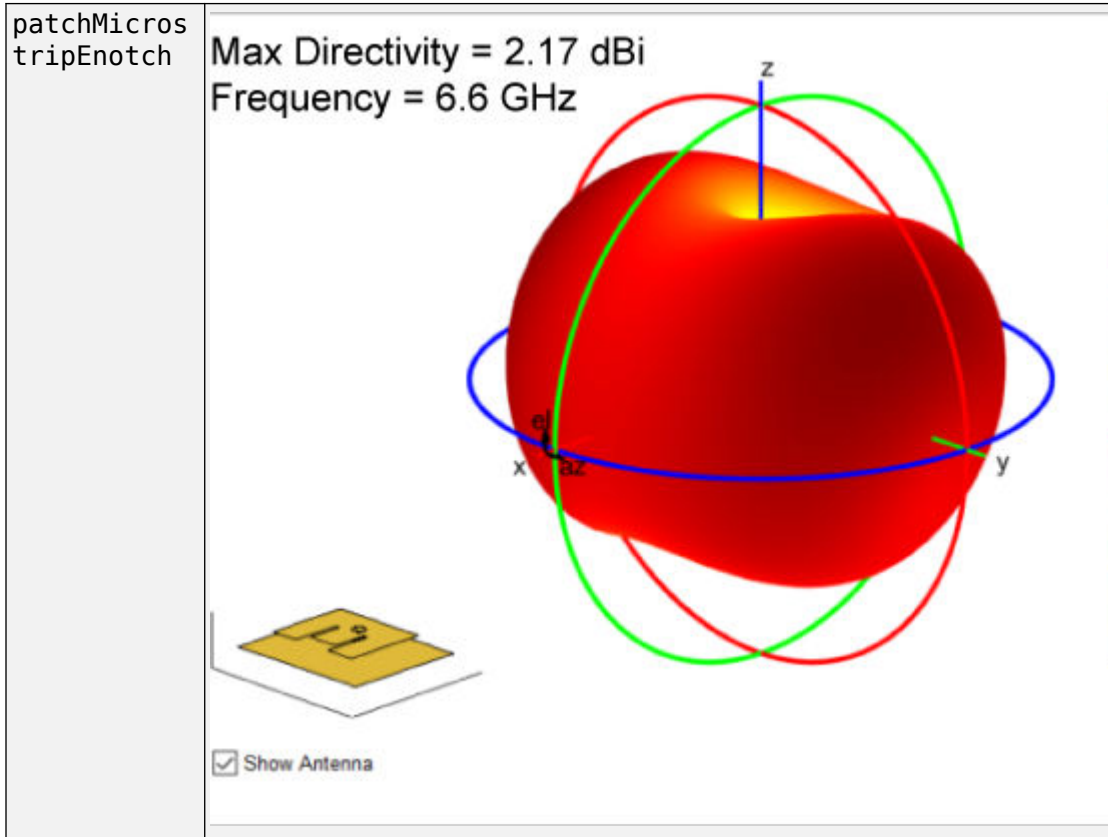 patchMicros
tripEnotch
Max Directivity = 2.17 dBi
Frequency = 6.6 GHz
z
el
x
az
y
Show Antenna